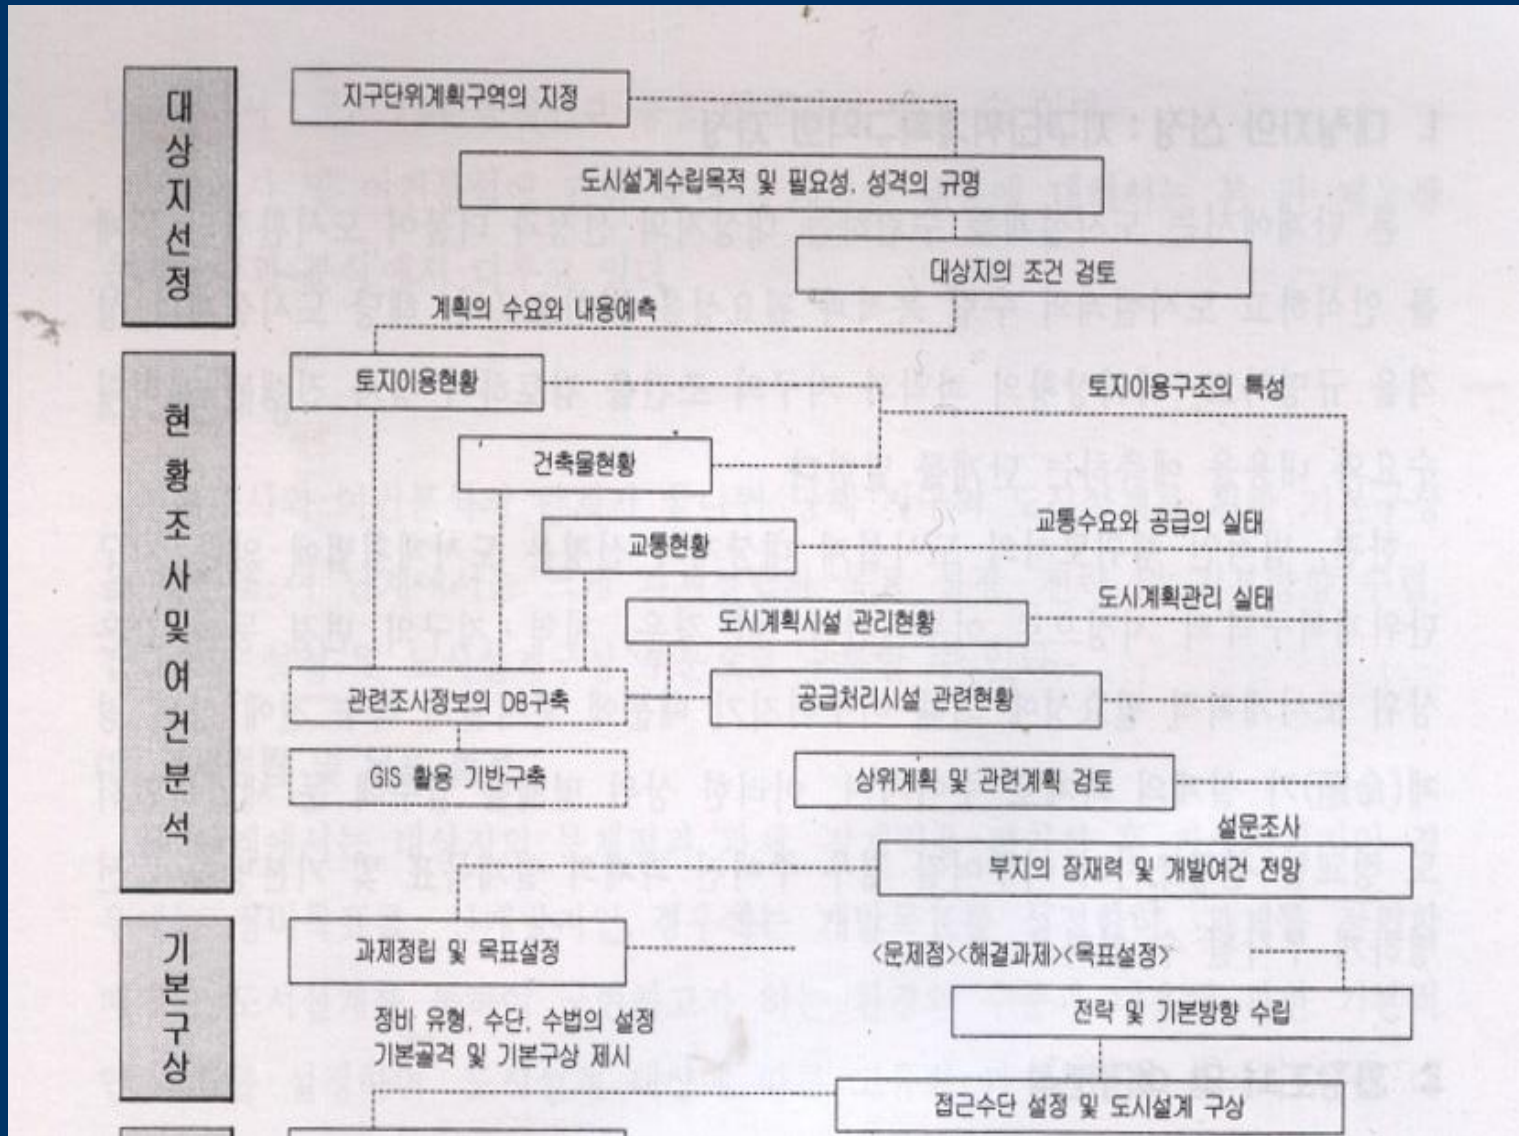 대상지선정
지구단위계획구역의 지정
도시설계수립목적 및 필요성, 성격의 규명
대상지의 조건 검토
계획의 수요와 내용예측
현황조사및여건분석
토지이용현황
토지이용구조의 특성
건축물현황
교통현황
교통수요와 공급의 실태
도시계획시설 관리현황
도시계획관리 실태
관련조사정보의 DB구축
공급처리시설 관련현황
GIS 활용 기반구축
상위계획 및 관련계획 검토
설문조사
부지의 잠재력 및 개발여건 전망
기본구상
과제정립 및 목표설정
<문제점><해결과제><목표설정>
전략 및 기본방향 수립
정비 유형, 수단, 수법의 설정
기본골격 및 기본구상 제시
접근수단 설정 및 도시설계 구상